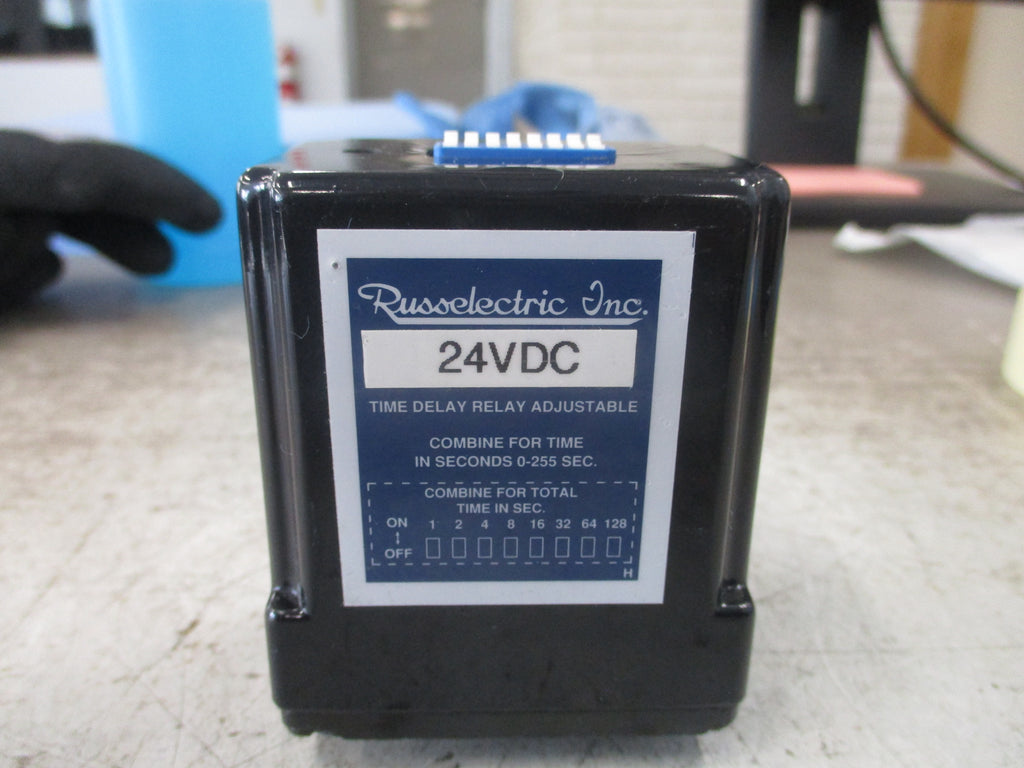 Russelectric Inc.
24VDC
TIME DELAY RELAY ADJUSTABLE
COMBINE FOR TIME
IN SECONDS 0-255 SEC.
COMBINE FOR TOTAL
TIME IN SEC.
ON 1 2 4 8 16 32 64 128
OFF
H